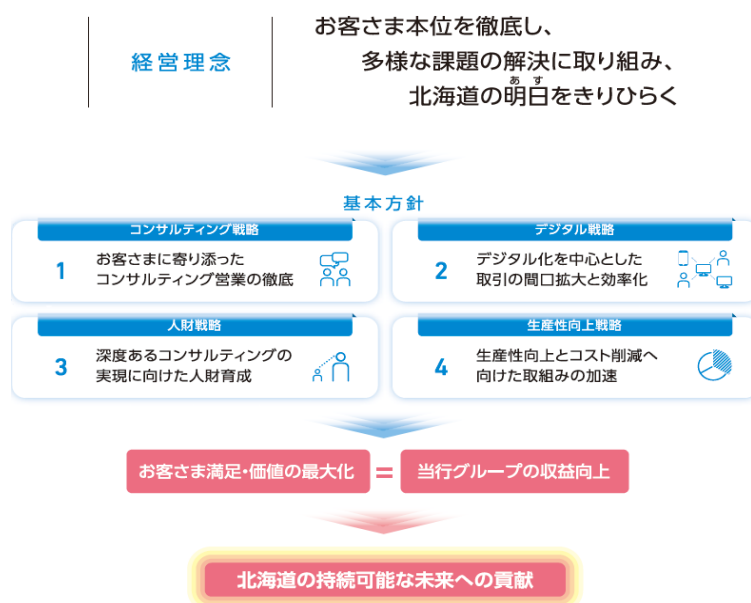 経営理念
お客さま本位を徹底し、
多様な課題の解決に取り組み、
あす
北海道の明日をきりひらく
基本方針
コンサルティング戦略
1
お客さまに寄り添った
コンサルティング営業の徹底
デジタル戦略
2
デジタル化を中心とした
取引の間口拡大と効率化
人財戦略
3
深度あるコンサルティングの
実現に向けた人財育成
生産性向上戦略
4
生産性向上とコスト削減へ
向けた取組みの加速
お客さま満足・価値の最大化 = 当行グループの収益向上
北海道の持続可能な未来への貢献